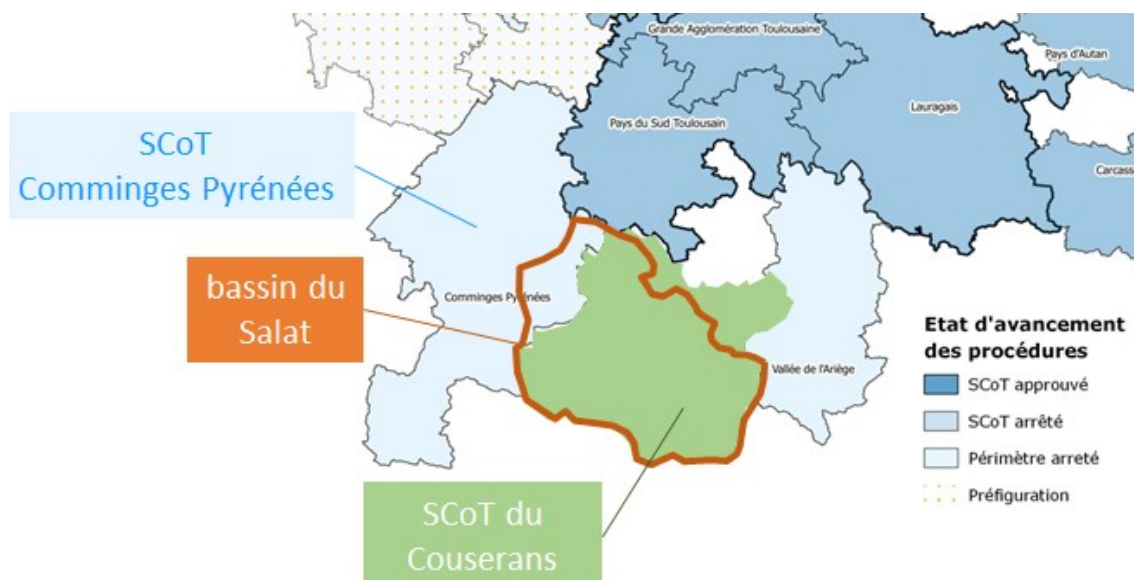 Grande Agglomération Toulousaine
Pays d'Autan
Lauragais
Pays du Sud Toulousain
SCoT
Comminges Pyrénées
Carcass
bassin du
Salat
Comminges Pyrénées
Vallée de l'Ariège
Etat d'avancement
des procédures
SCoT approuvé
SCoT arrêté
Périmètre arreté
Préfiguration
SCoT du
Couserans